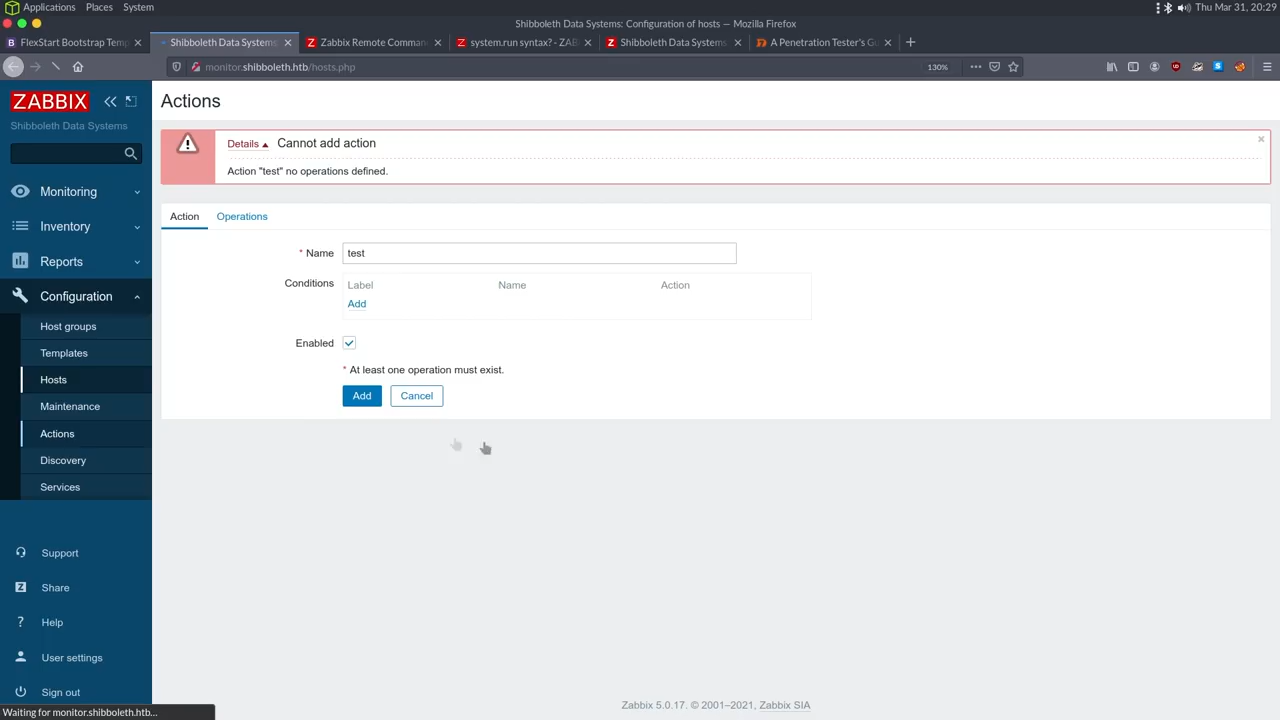 Applications Places System
Thu Mar 31, 20:29
Shibboleth Data Systems: Configuration of hosts — Mozilla Firefox
FlexStart Bootstrap Temp
Shibboleth Data Systems
Zabbix Remote Comman
system.run syntax? - ZAB
Shibboleth Data Systems
A Penetration Tester's Gu
monitor.shibboleth.htb/hosts.php
130%
ZABBIX
Shibboleth Data Systems
Monitoring
Inventory
Reports
Configuration
Host groups
Templates
Hosts
Maintenance
Actions
Discovery
Services
Support
Share
Help
User settings
Sign out
Waiting for monitor.shibboleth.htb...
Actions
Details Cannot add action
Action "test" no operations defined.
Action Operations
* Name test
Conditions Label Name Action
Add
Enabled
* At least one operation must exist.
Add Cancel
Zabbix 5.0.17. © 2001–2021, Zabbix SIA